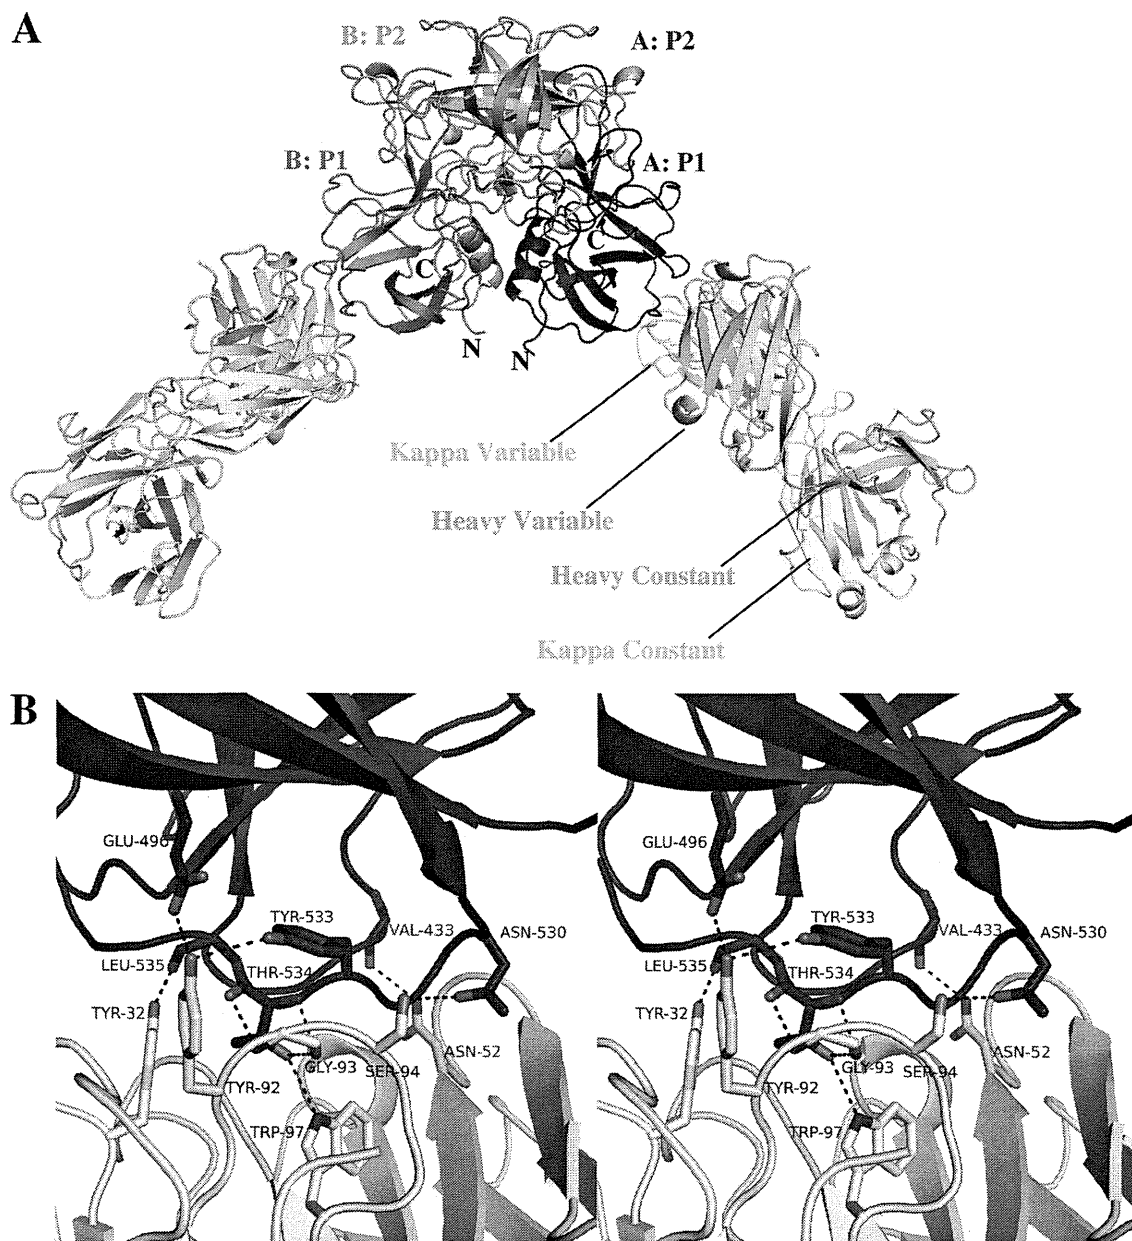 A
B: P2
A: P2
B: P1
A: P1
C
C
N
N
Kappa Variable
Heavy Variable
Heavy Constant
Kappa Constant
B
GLU-496
TYR-533
VAL-433
ASN-530
LEU-535
THR-534
TYR-32
ASN-52
GLY-93
SER-94
TYR-92
TRP-97
GLU-496
TYR-533
VAL-433
ASN-530
LEU-535
THR-534
TYR-32
ASN-52
GLY-93
SER-94
TYR-92
TRP-97